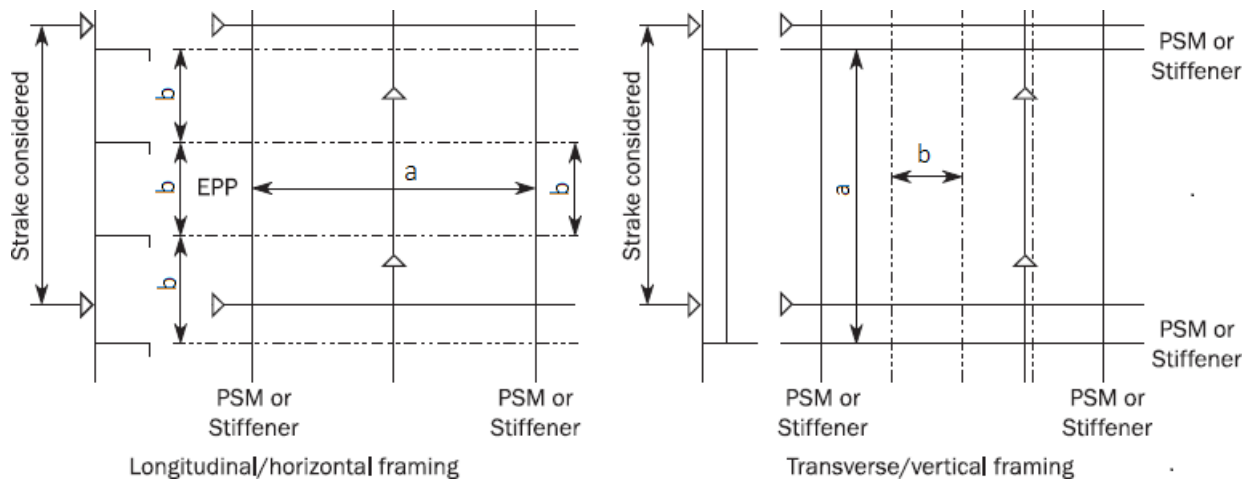 Strake considered
b
b
b
EPP
a
b
PSM or
Stiffener
PSM or
Stiffener
Longitudinal/horizontal framing
Strake considered
a
b
PSM or
Stiffener
PSM or
Stiffener
PSM or
Stiffener
PSM or
Stiffener
Transverse/vertical framing